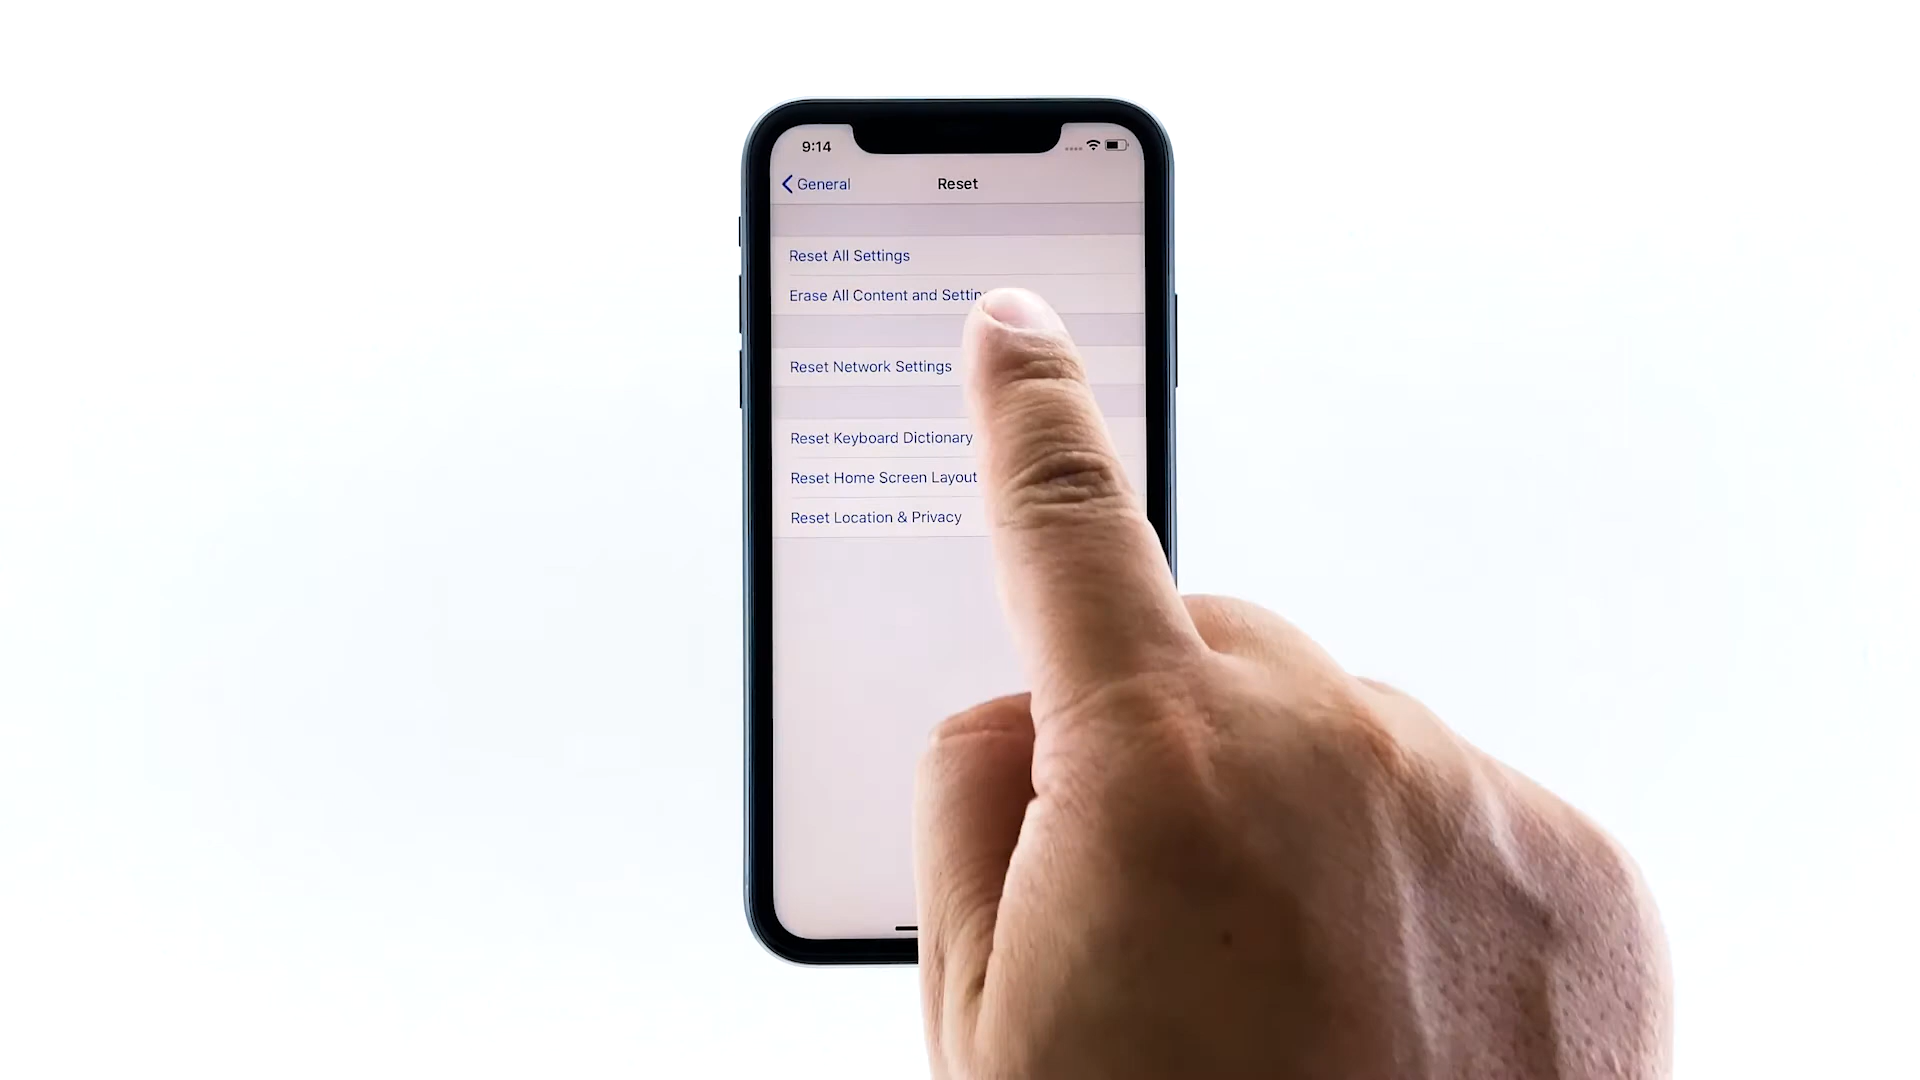 9:14
General
Reset
Reset All Settings
Erase All Content and
Reset Network Settings
Reset Keyboard Dictionary
Reset Home Screen Layout
Reset Location & Privacy